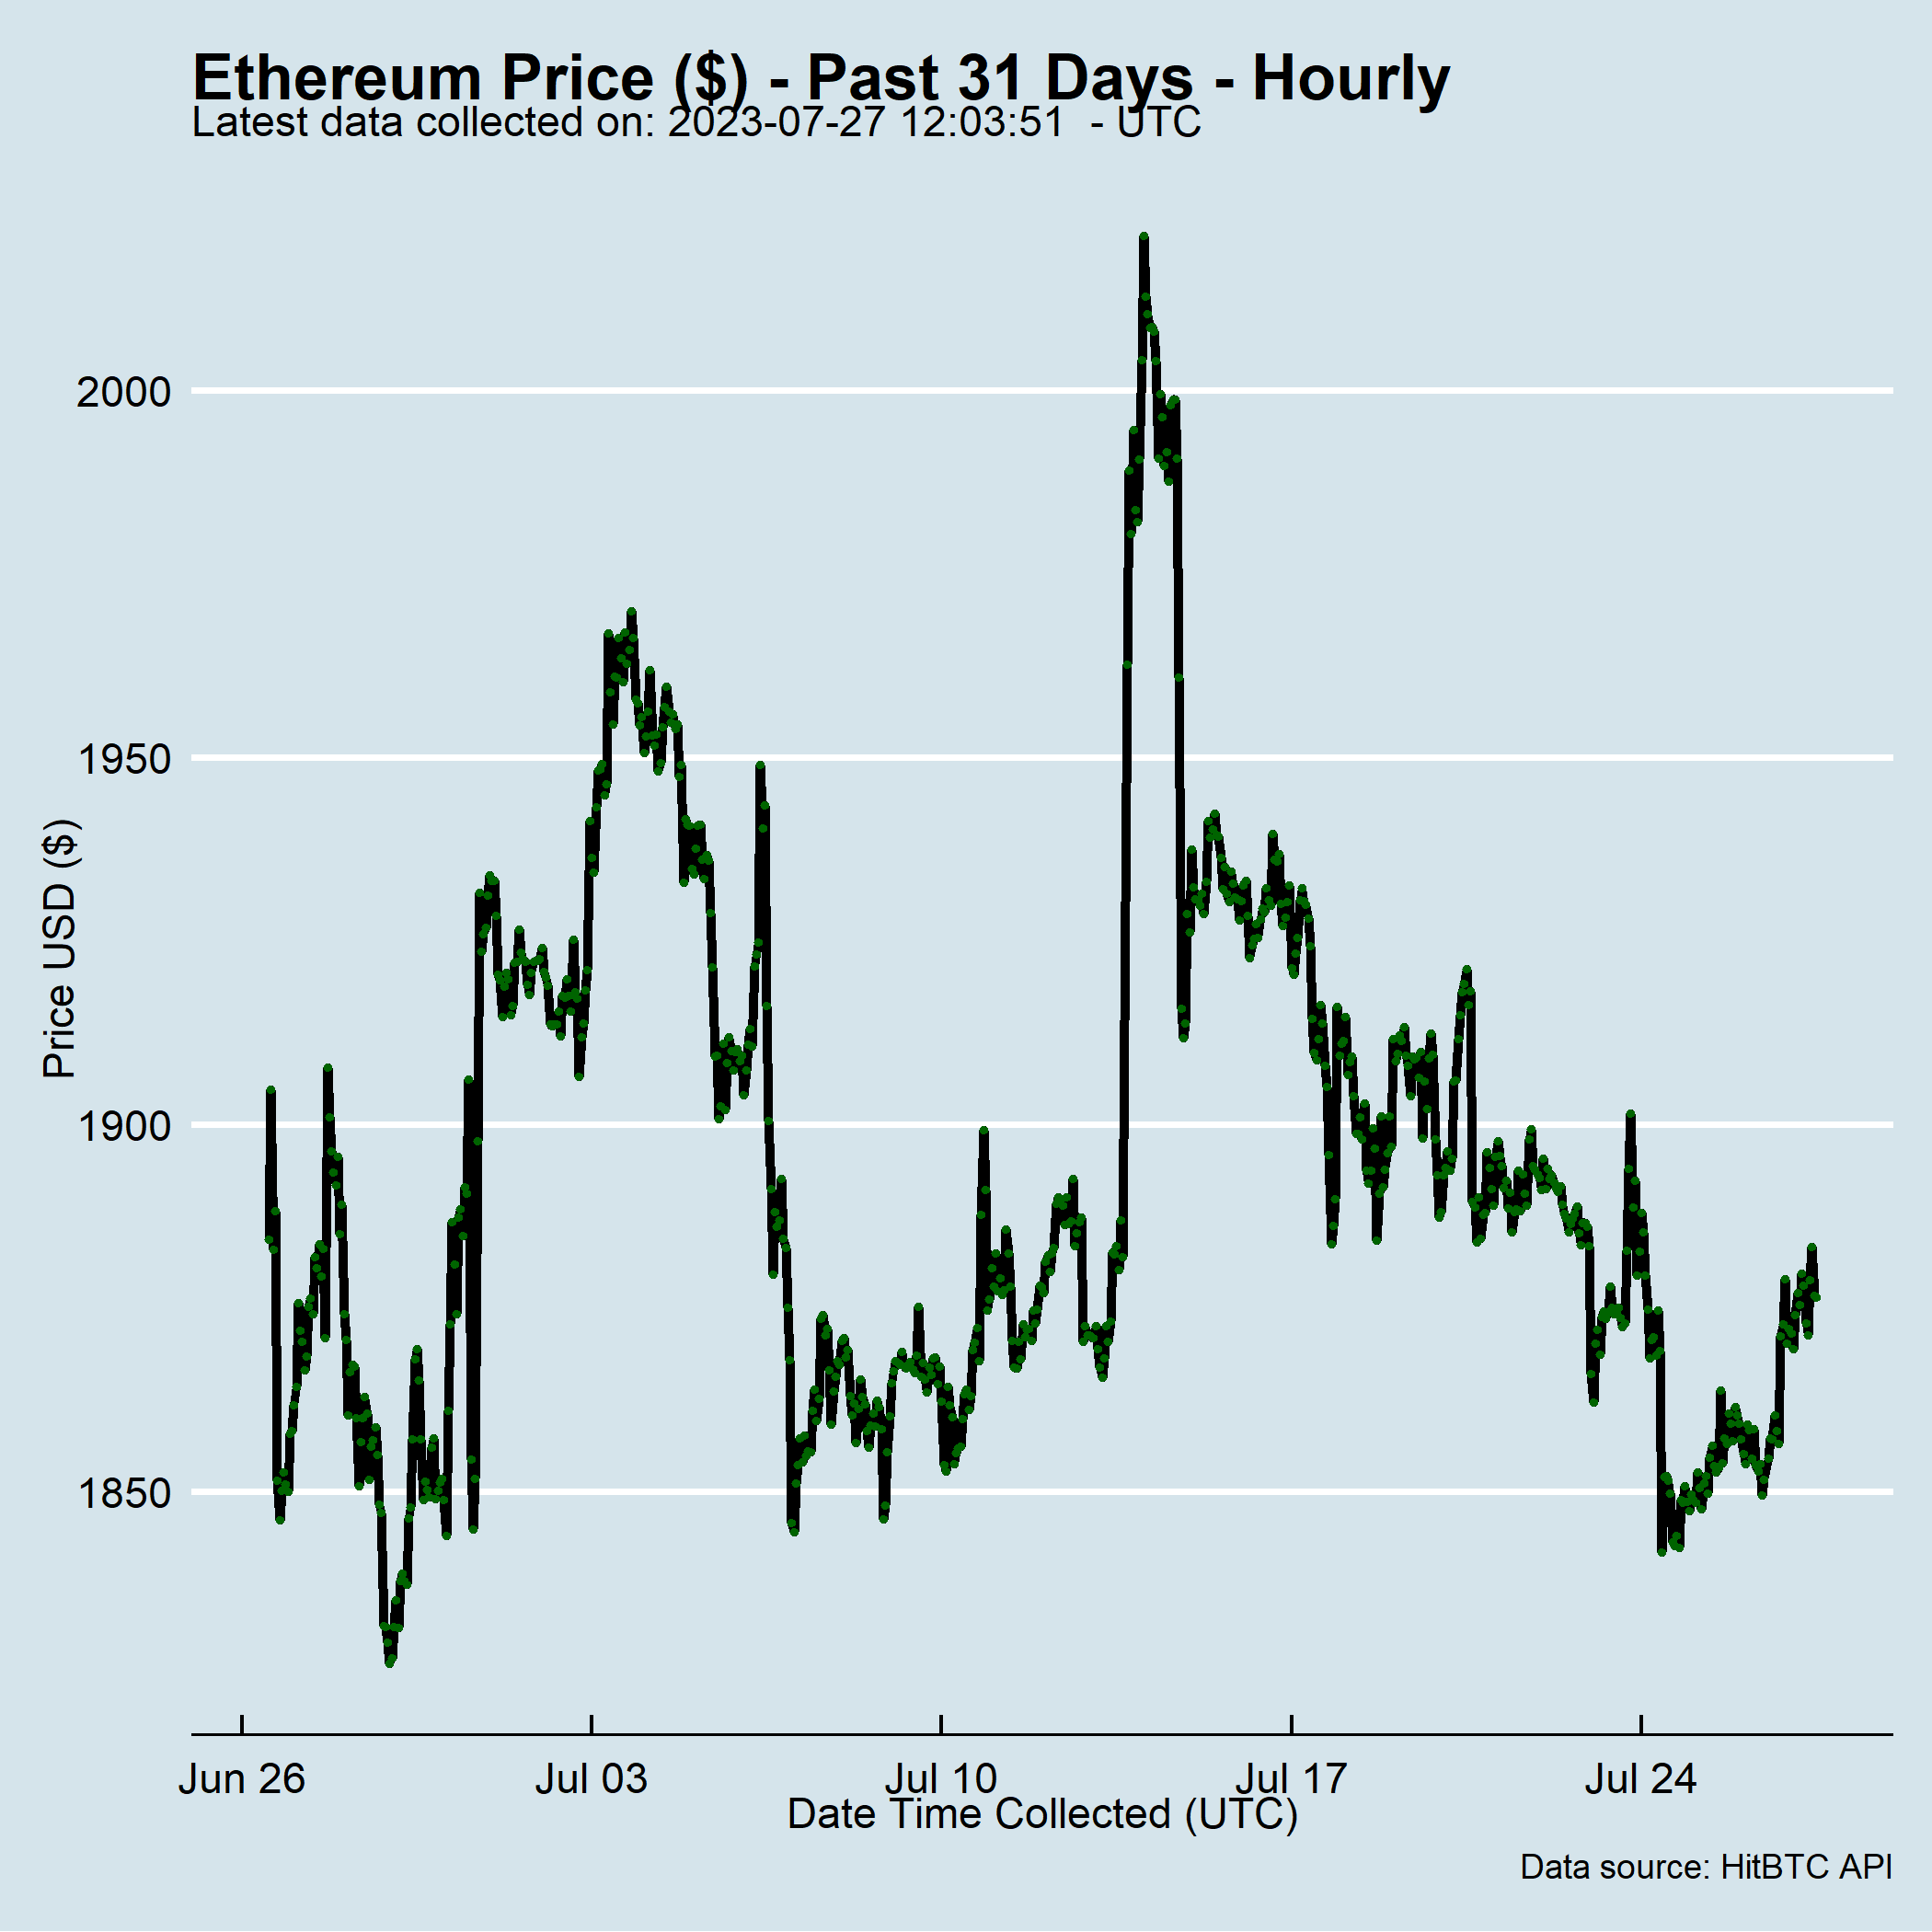 Ethereum Price ($) - Past 31 Days - Hourly
Latest data collected on: 2023-07-27 12:03:51  - UTC
Price USD ($)
2000
1950
1900
1850
Jun 26
Jul 03
Jul 10
Jul 17
Jul 24
Date Time Collected (UTC)
Data source: HitBTC API